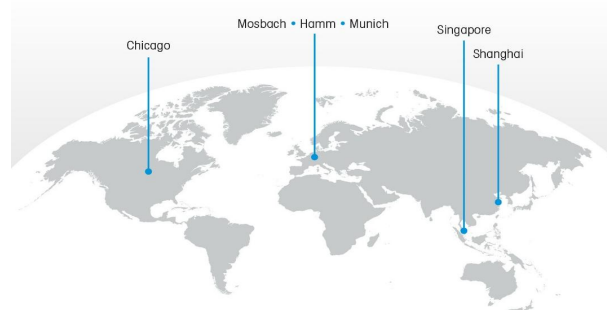 Mosbach • Hamm • Munich
Singapore
Chicago
Shanghai